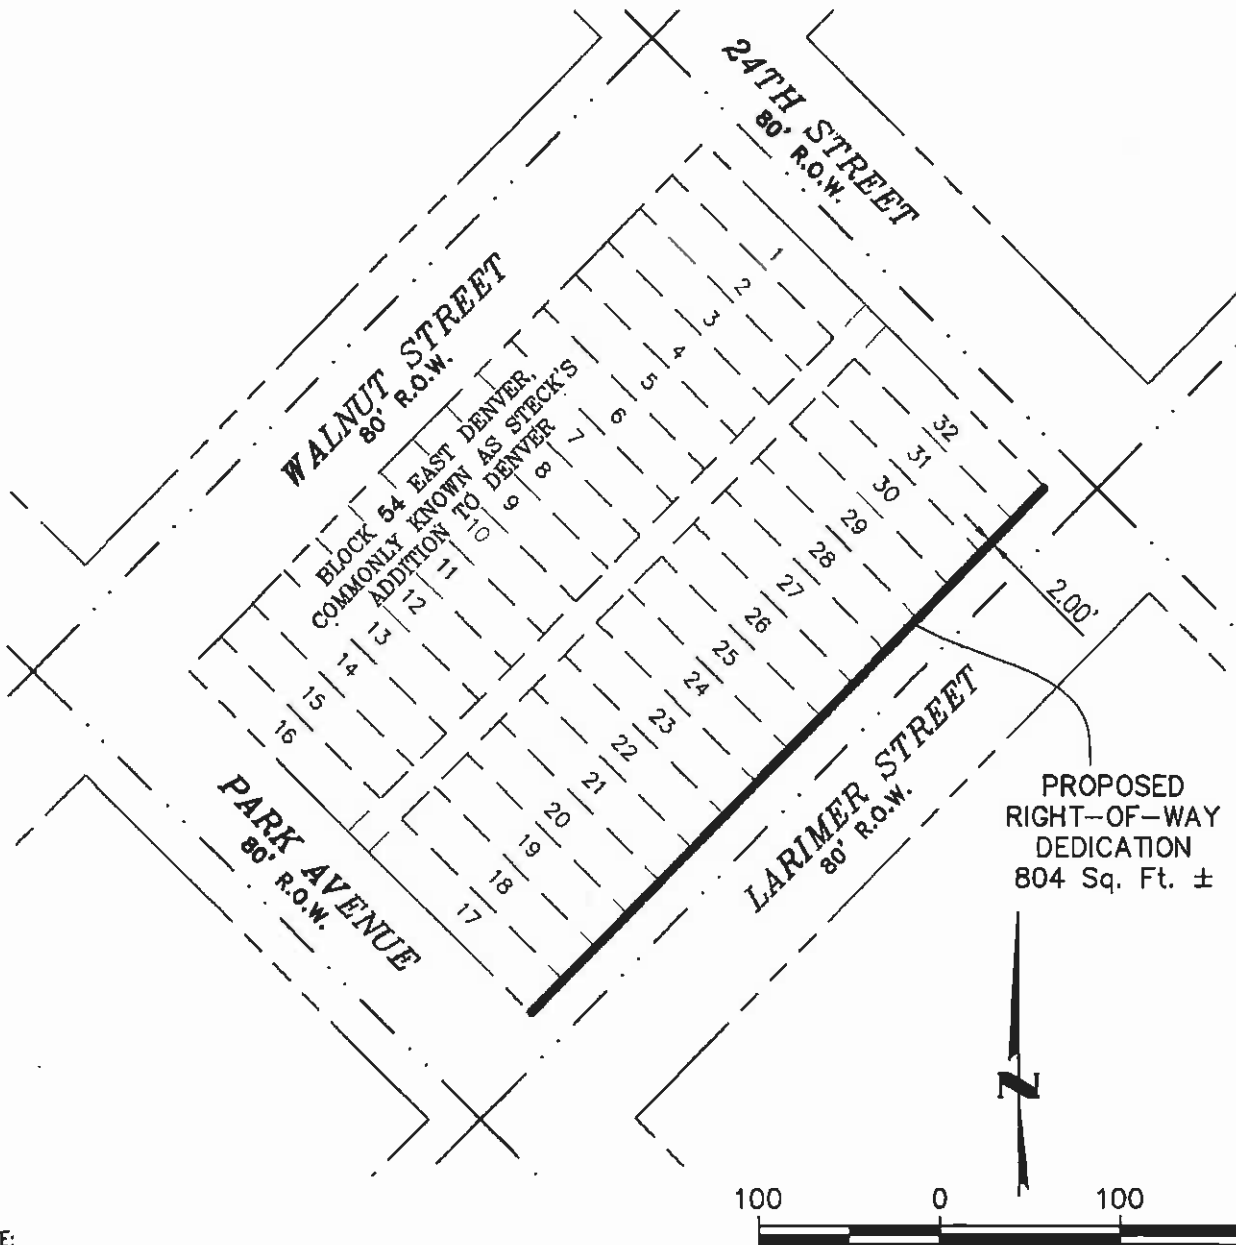 24TH STREET
80' R.O.W.
WALNUT STREET
80' R.O.W.
BLOCK 54 EAST DENVER,
COMMONLY KNOWN AS STECK'S
ADDITION TO DENVER
1
2
3
4
5
6
7
8
9
10
11
12
13
14
15
16
32
31
30
29
28
27
26
25
24
23
22
21
20
19
18
17
2.00'
PARK AVENUE
80' R.O.W.
LARIMER STREET
80' R.O.W.
PROPOSED
RIGHT-OF-WAY
DEDICATION
804 Sq. Ft. ±
N
100 0 100